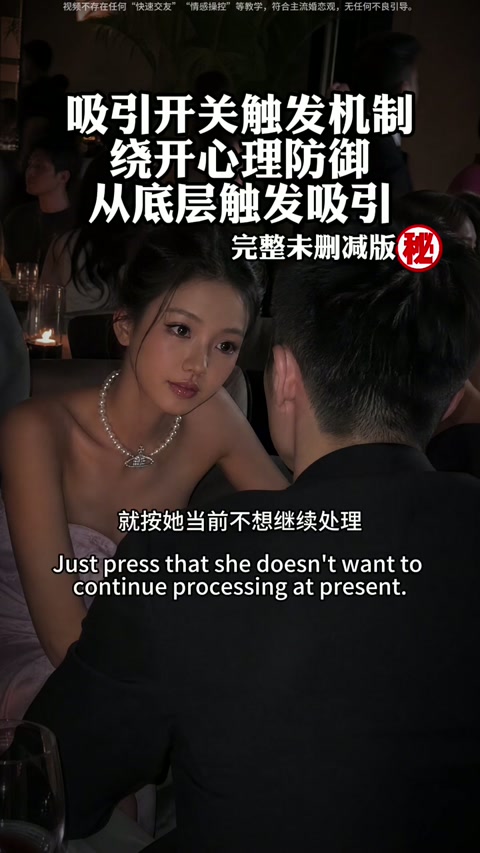 视频不存在任何“快速交友”“情感操控”等教学，符合主流婚恋观，无任何不良引导。
吸引开关触发机制
绕开心理防御
从底层触发吸引
完整未删减版 秘
就按她当前不想继续处理
Just press that she doesn't want to
continue processing at present.